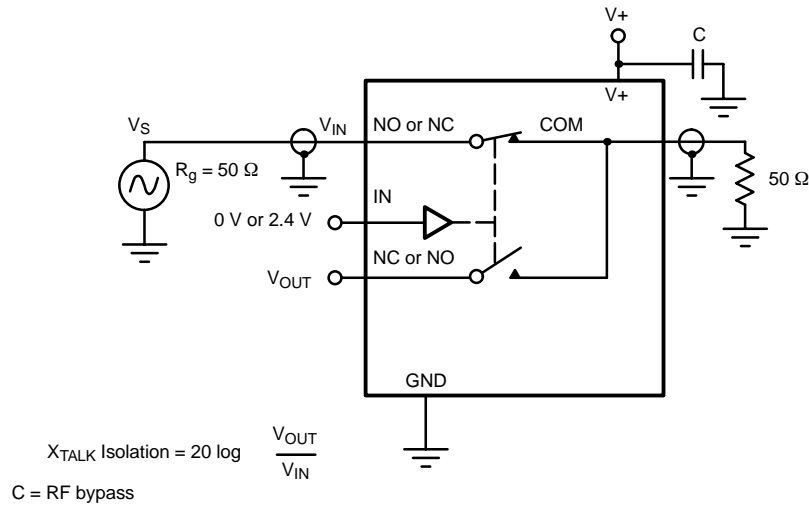 V+
C
V+
VS
VIN
NO or NC
COM
Rg = 50 Ω
50 Ω
IN
0 V or 2.4 V
NC or NO
VOUT
GND
XTALK Isolation = 20 log VOUT
VIN
C = RF bypass